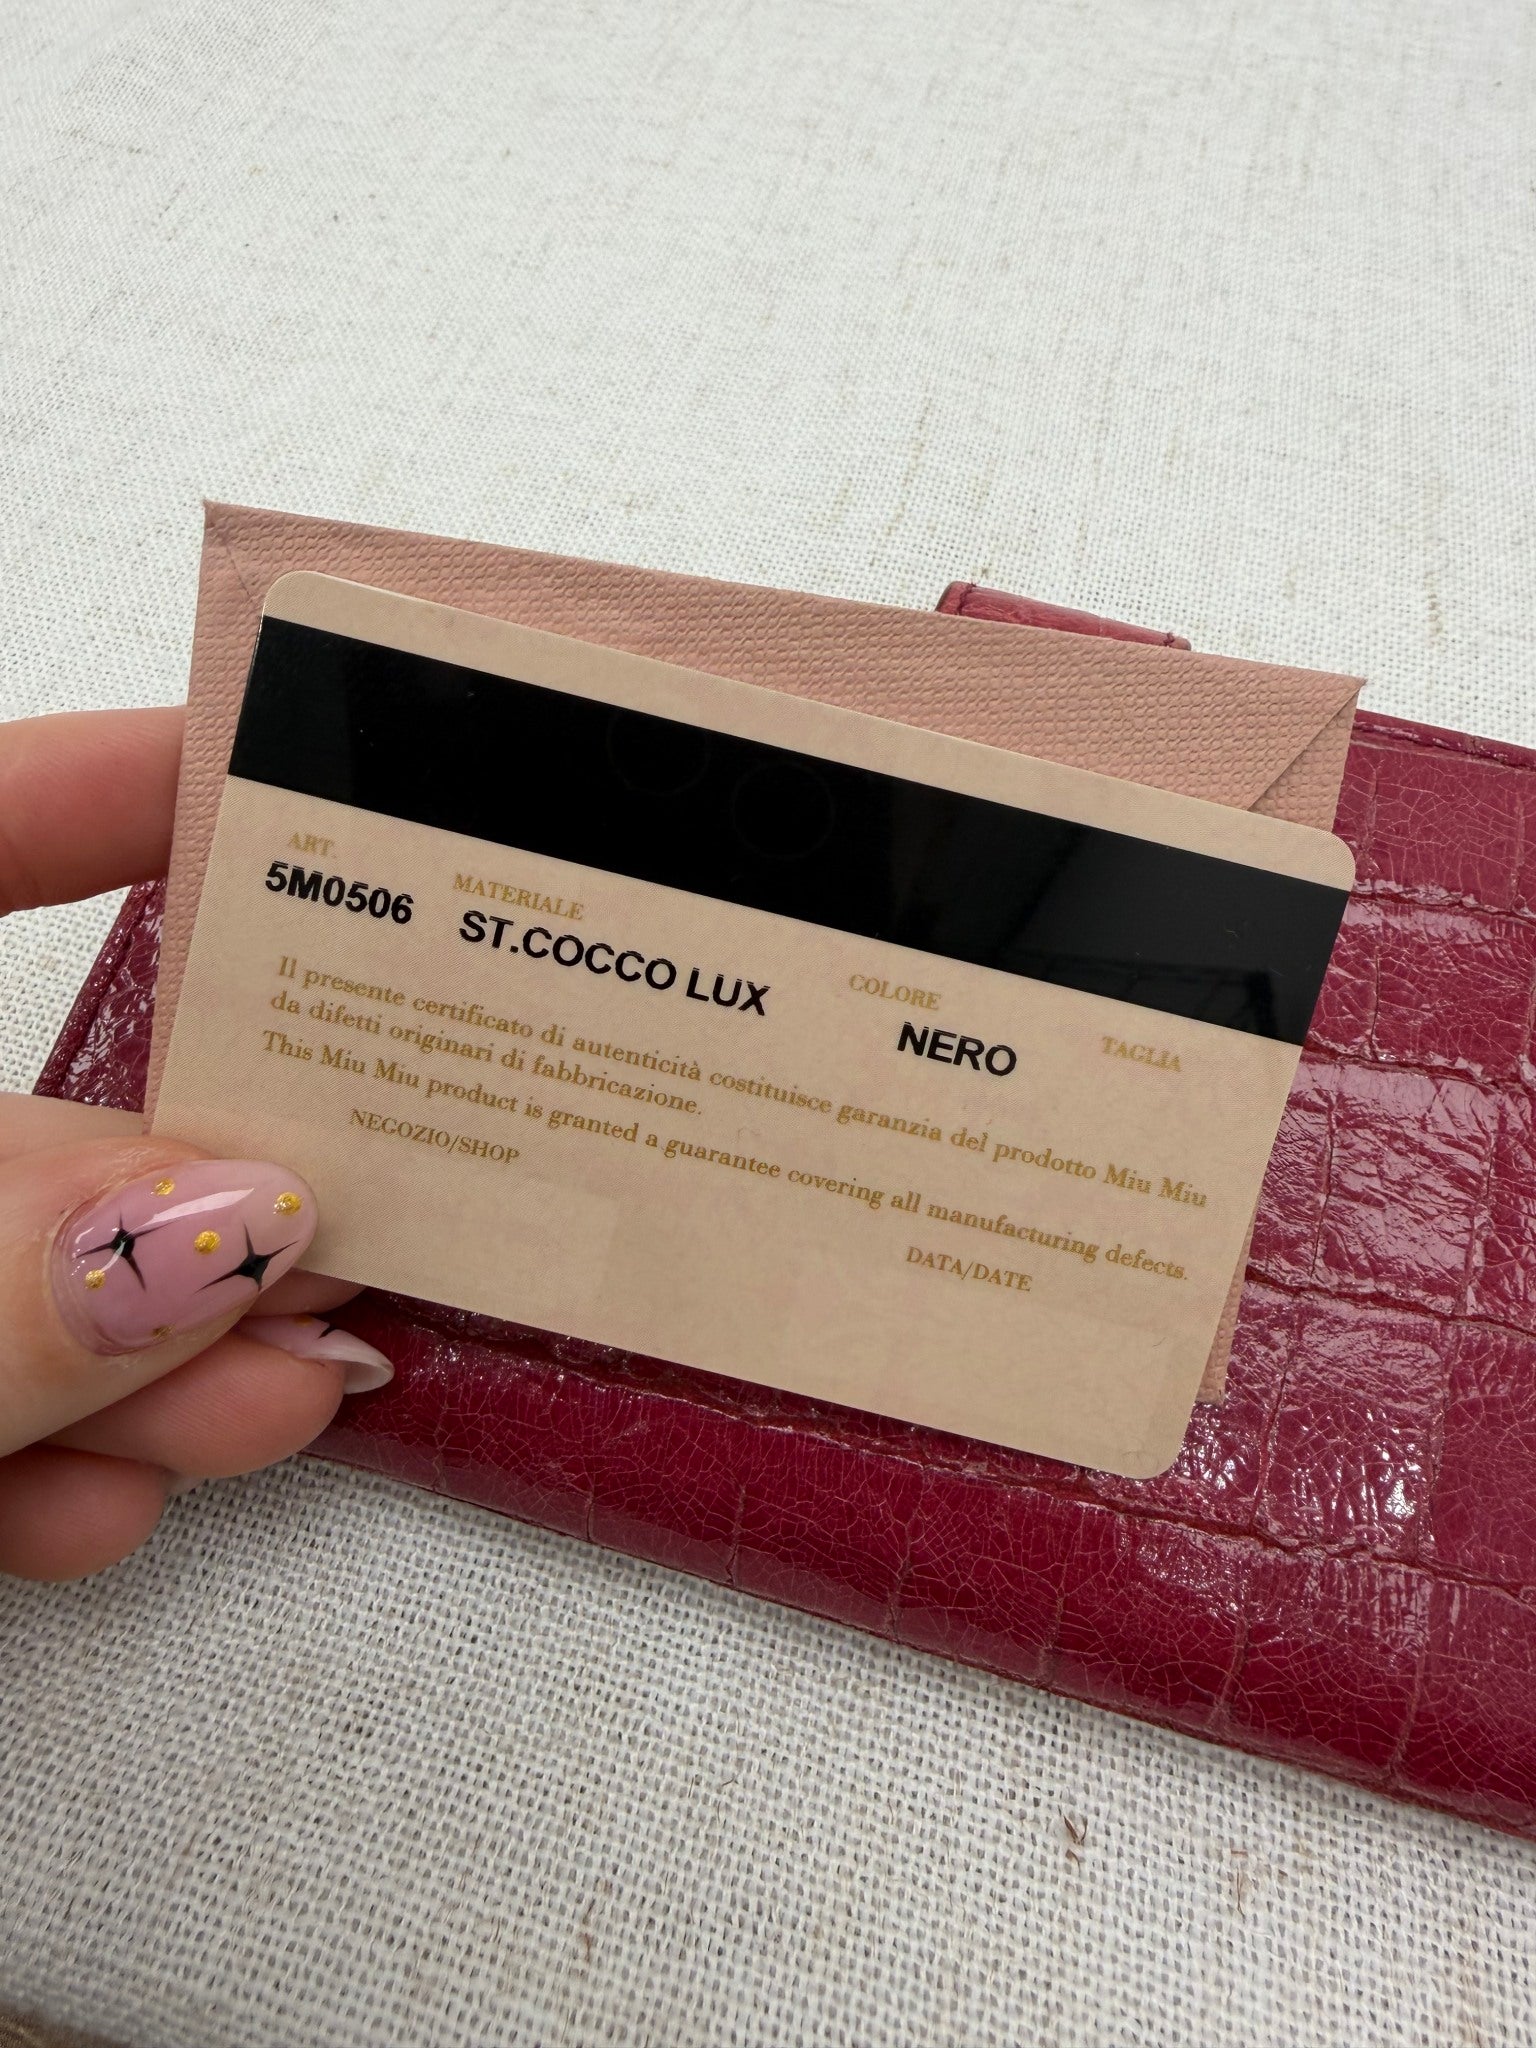 ART.
5M0506
MATERIALE
ST.COCCO LUX
COLORE
NERO
TAGLIA
Il presente certificato di autenticità costituisce garanzia del prodotto Miu Miu
da difetti originari di fabbricazione.
This Miu Miu product is granted a guarantee covering all manufacturing defects.
NEGOZIO/SHOP
DATA/DATE